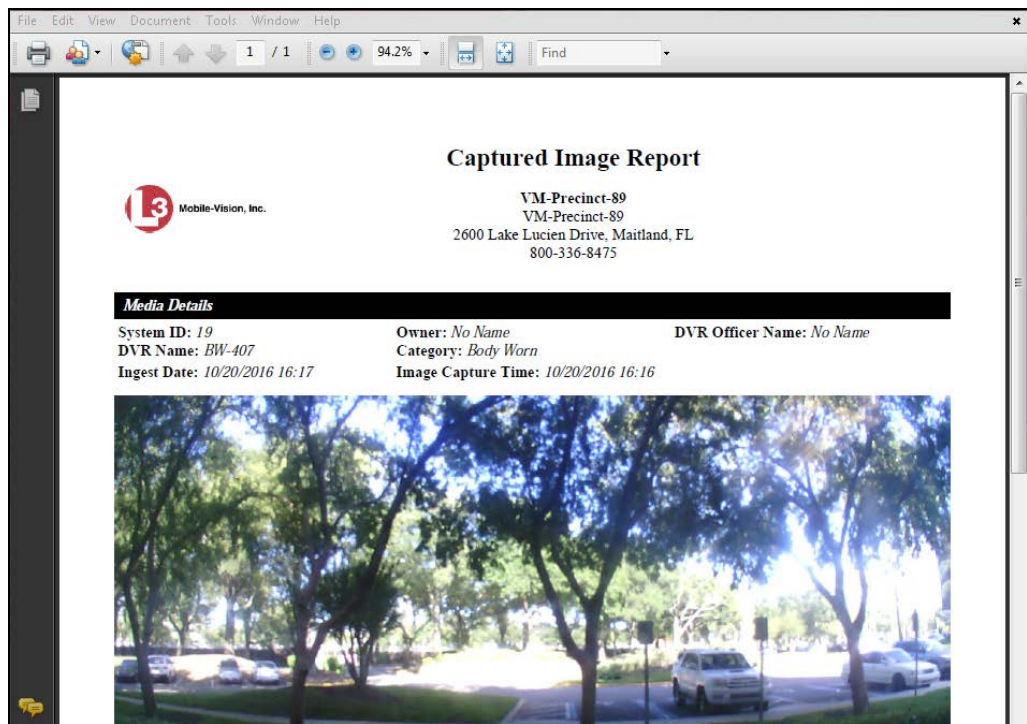 File Edit View Document Tools Window Help
1 / 1 94.2% Find
Captured Image Report
L3 Mobile-Vision, Inc.
VM-Precinct-89
VM-Precinct-89
2600 Lake Lucien Drive, Maitland, FL
800-336-8475
Media Details
System ID: 19 Owner: No Name DVR Officer Name: No Name
DVR Name: BW-407 Category: Body Worn
Ingest Date: 10/20/2016 16:17 Image Capture Time: 10/20/2016 16:16